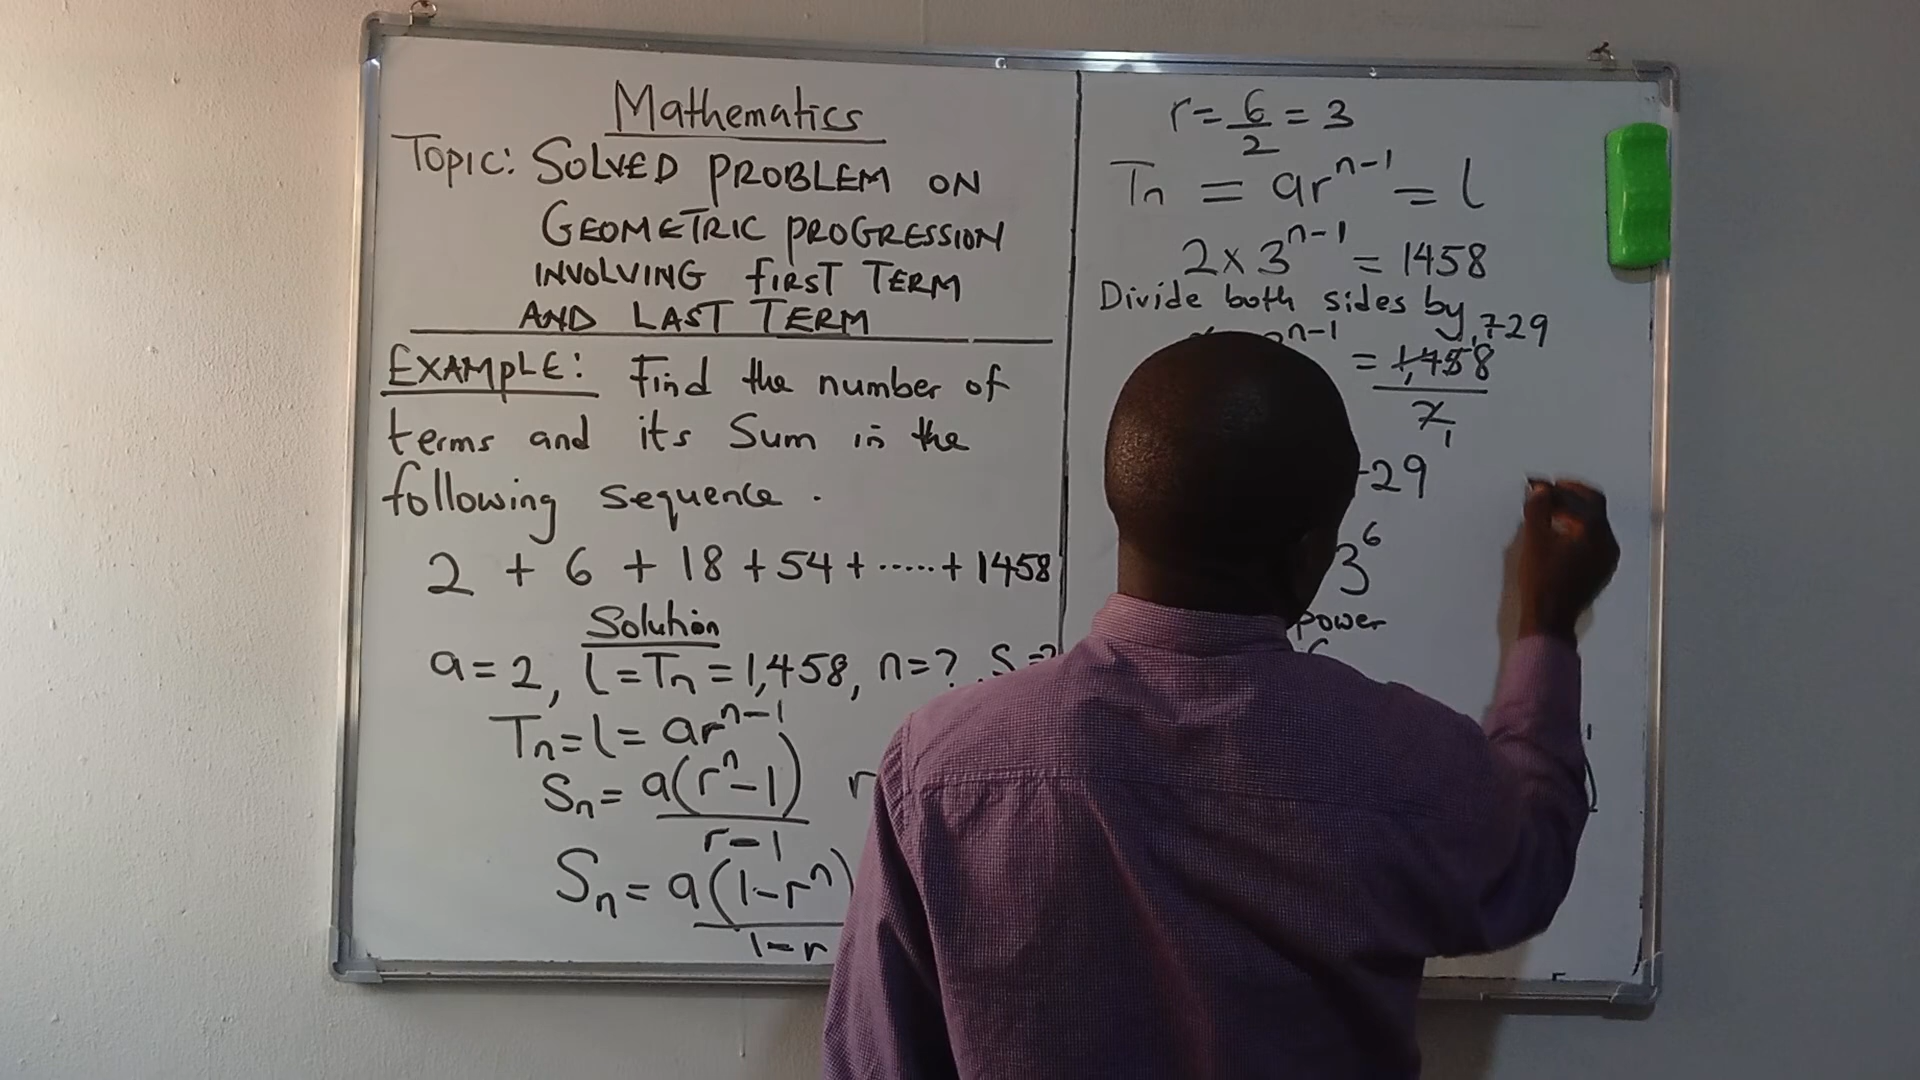 Mathematics
TOPIC: SOLVED PROBLEM ON
GEOMETRIC PROGRESSION
INVOLVING FIRST TERM
AND LAST TERM
EXAMPLE: Find the number of
terms and its Sum in the
following sequence.
2 + 6 + 18 + 54 + ..... + 1458
Solution
a = 2, l = Tn = 1,458, n = ? S = ?
Tn = l = ar^n-1
Sn = a(r^n - 1) r
r - 1
Sn = a(1 - r^n)
1 - r
r = 6/2 = 3
Tn = ar^n-1 = l
2 x 3^n-1 = 1458
Divide both sides by
,729
n-1 = 1,458
2 1
29
3^6
power